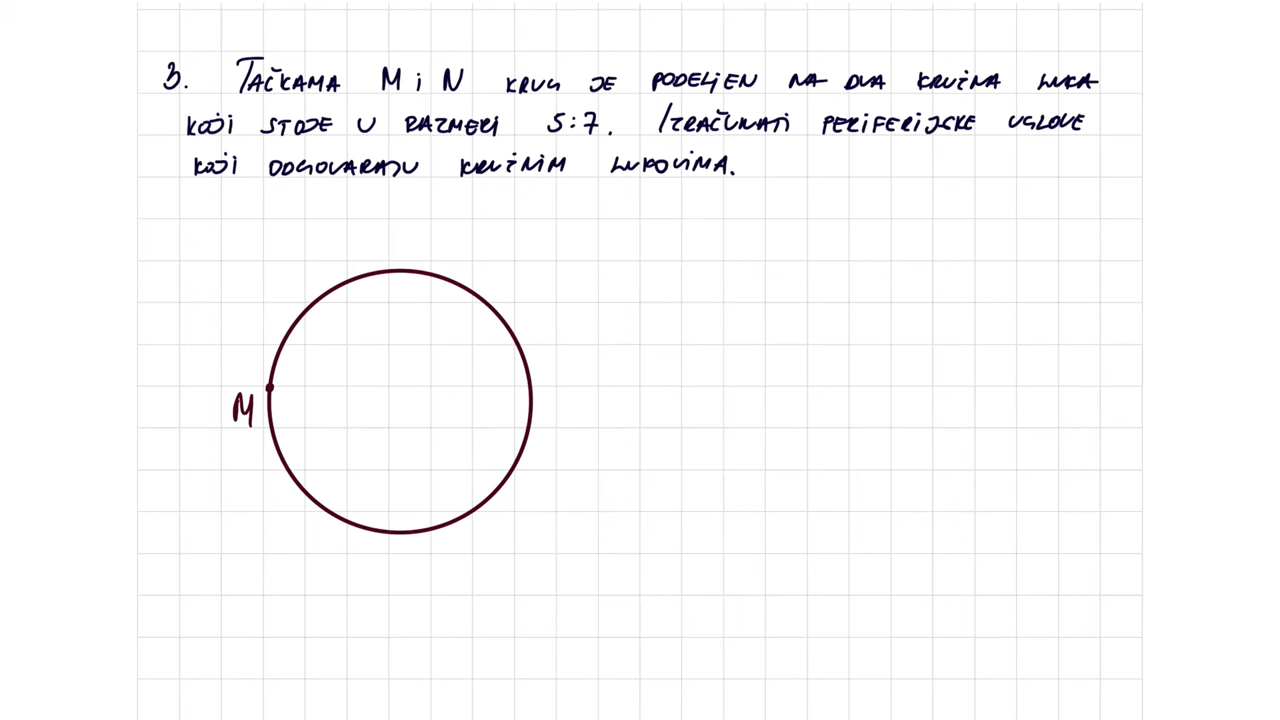 3. TAČKAMA M i N KRUG JE PODELJEN NA DVA KRUŽNA LUKA
KOJI STOJE U RAZMERI 5:7. IZRAČUNATI PERIFERIJSKE UGLOVE
KOJI ODGOVARAJU KRUŽNIM LUKOVIMA.
M